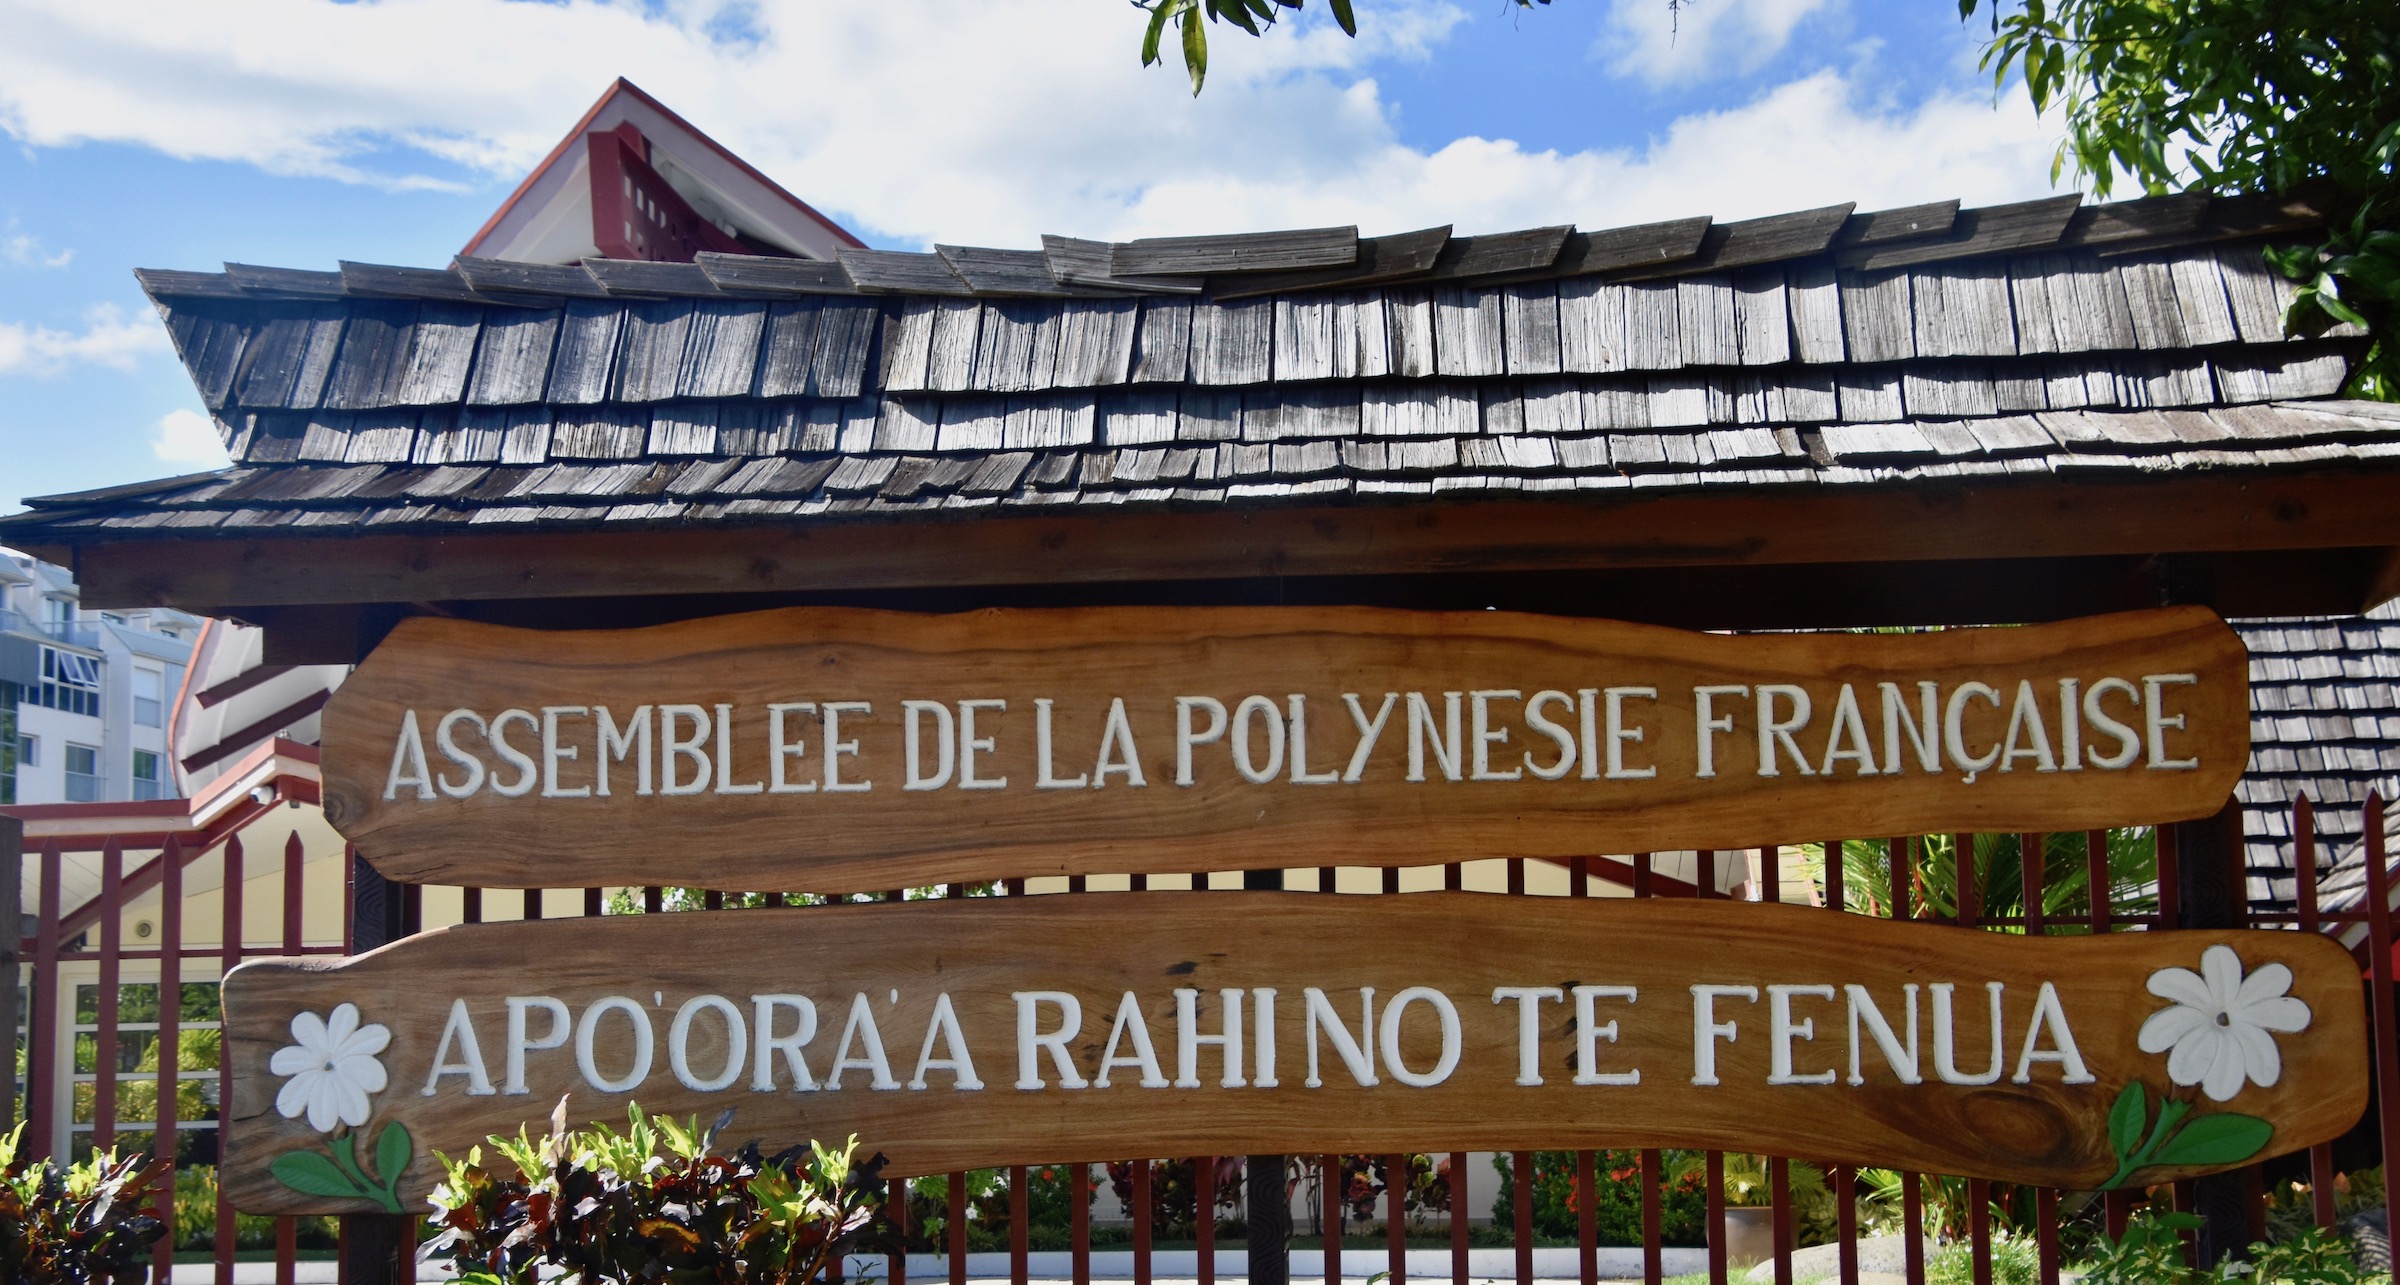 ASSEMBLEE DE LA POLYNESIE FRANÇAISE
APO'ORA'A RAHI NO TE FENUA